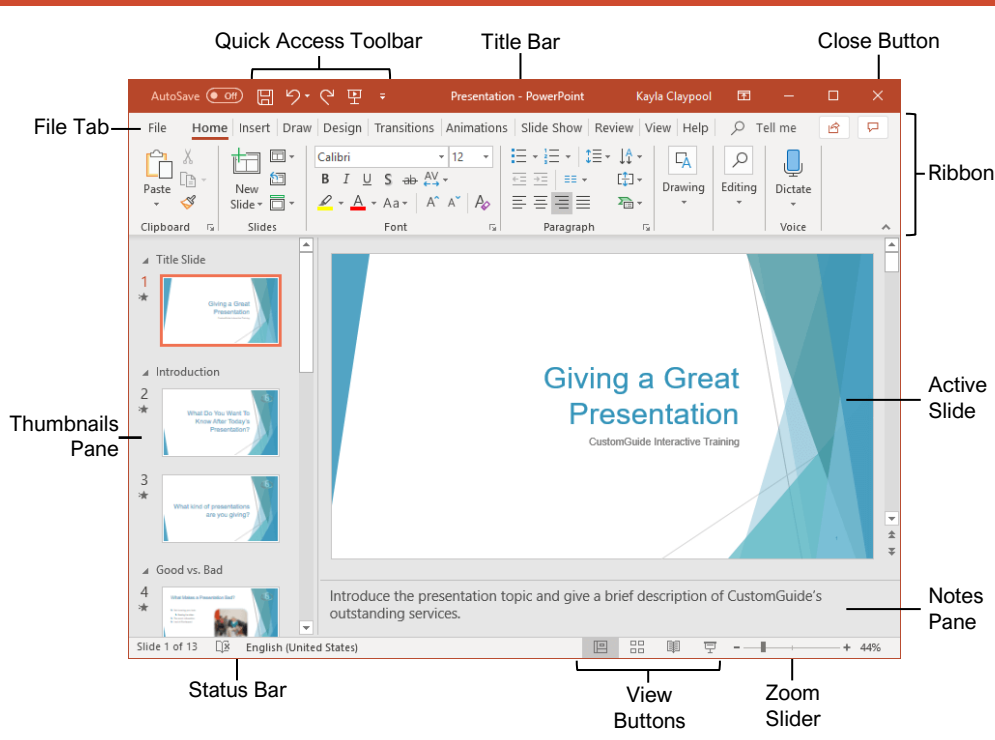 Quick Access Toolbar
Title Bar
Close Button
AutoSave Off
Presentation - PowerPoint
Kayla Claypool
File Tab
File Home Insert Draw Design Transitions Animations Slide Show Review View Help Tell me
Ribbon
Calibri 12
Paste
New
Slide
B I U S ab AV
A Aa A A A
Drawing
Editing
Dictate
Clipboard Slides Font Paragraph Voice
Title Slide
1
Giving a Great
Presentation
Introduction
2
What Do You Want To
Know After Today's
Presentation?
3
What kind of presentations
are you giving?
Good vs. Bad
4
What Makes a Presentation Bad?
Thumbnails
Pane
Giving a Great
Presentation
CustomGuide Interactive Training
Active
Slide
Introduce the presentation topic and give a brief description of CustomGuide's
outstanding services.
Notes
Pane
Slide 1 of 13 English (United States) 44%
Status Bar
View
Buttons
Zoom
Slider